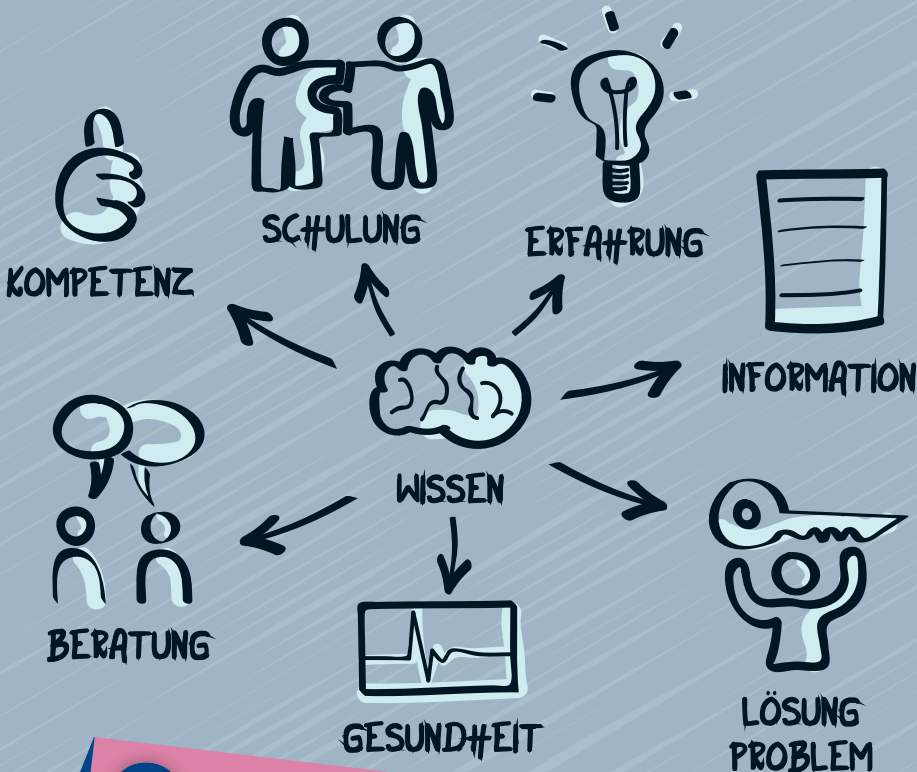 SCHULUNG
ERFAHRUNG
KOMPETENZ
INFORMATION
WISSEN
BERATUNG
GESUNDHEIT
LÖSUNG
PROBLEM